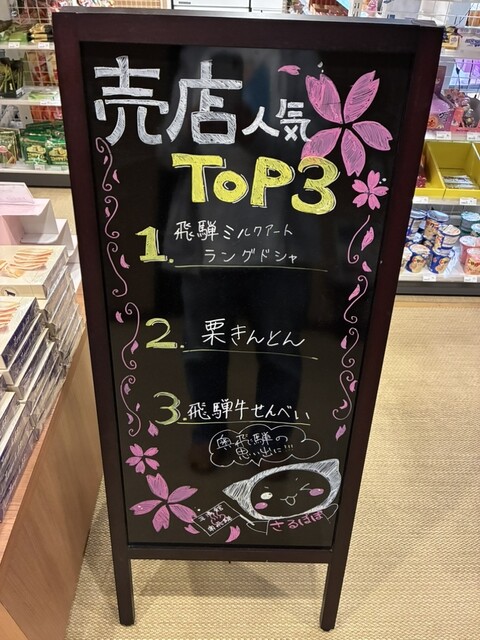 売店人気
TOP3
1. 飛騨ミルクアート
ラングドシャ
2. 栗きんとん
3. 飛騨牛せんべい
奥飛騨の
思い出に!!!
さるぼぼ